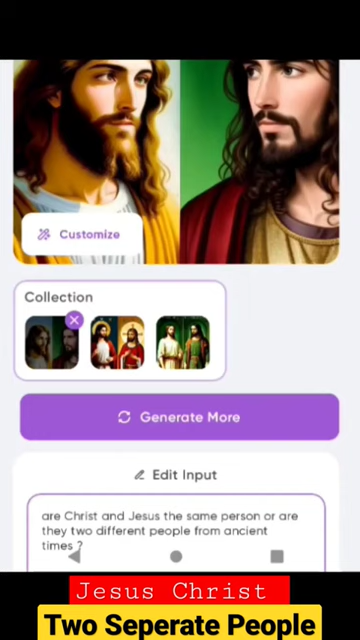 Customize
Collection
Generate More
Edit Input
are Christ and Jesus the same person or are
they two different people from ancient
times ?
Jesus Christ
Two Seperate People